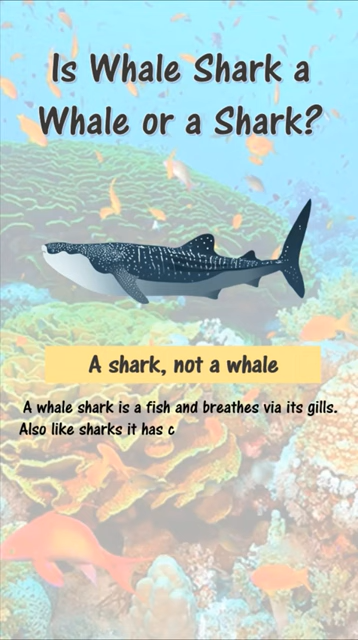 Is Whale Shark a
Whale or a Shark?
A shark, not a whale
A whale shark is a fish and breathes via its gills.
Also like sharks it has c